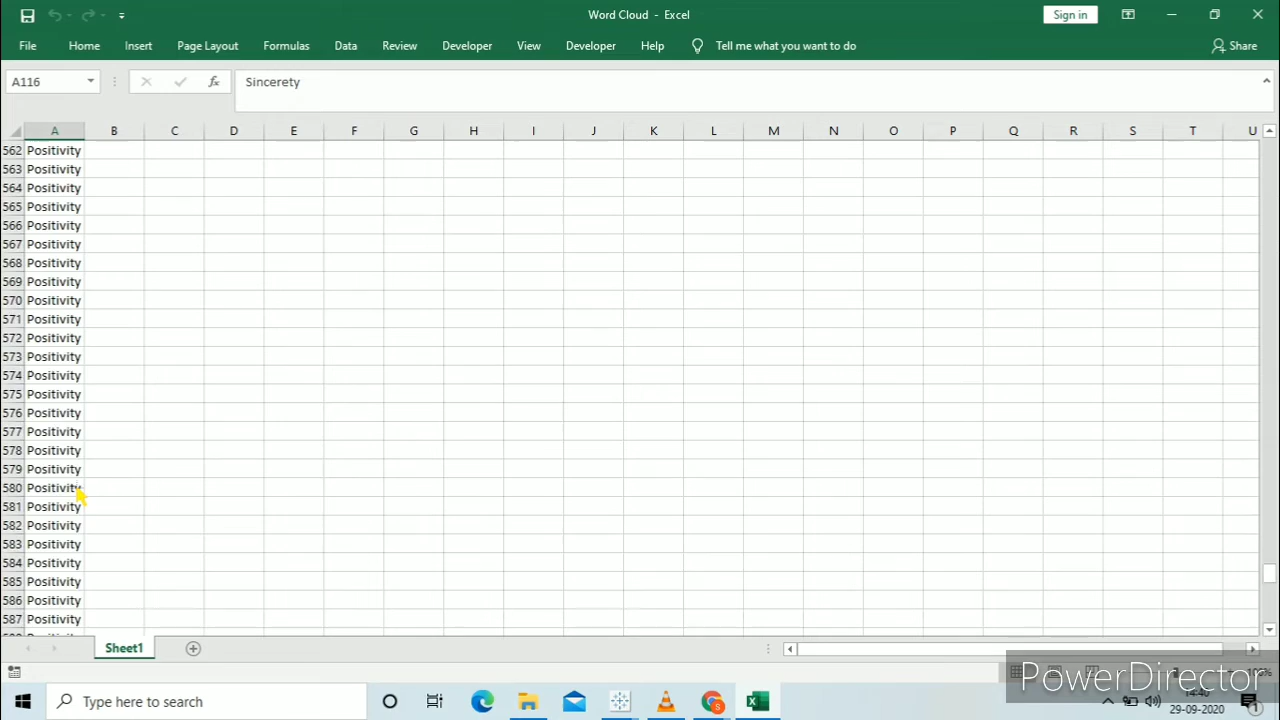 Word Cloud - Excel
Sign in
File Home Insert Page Layout Formulas Data Review Developer View Developer Help Tell me what you want to do Share
A116 fx Sincerety
A B C D E F G H I J K L M N O P Q R S T U
562 Positivity
563 Positivity
564 Positivity
565 Positivity
566 Positivity
567 Positivity
568 Positivity
569 Positivity
570 Positivity
571 Positivity
572 Positivity
573 Positivity
574 Positivity
575 Positivity
576 Positivity
577 Positivity
578 Positivity
579 Positivity
580 Positivity
581 Positivity
582 Positivity
583 Positivity
584 Positivity
585 Positivity
586 Positivity
587 Positivity
Sheet1
PowerDirector
Type here to search
29-09-2020